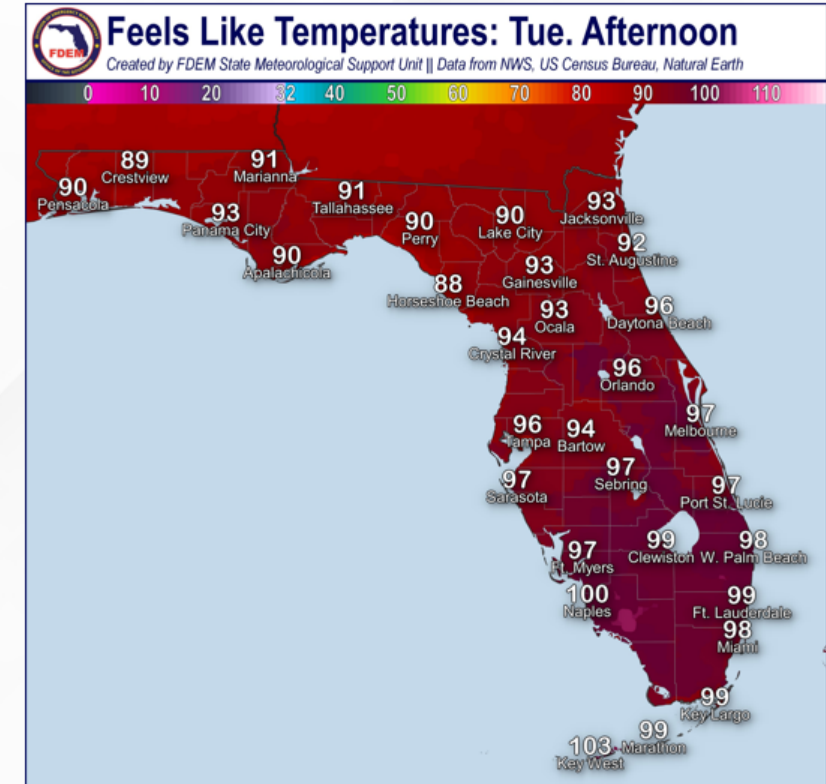 FDEM
Feels Like Temperatures: Tue. Afternoon
Created by FDEM State Meteorological Support Unit || Data from NWS, US Census Bureau, Natural Earth
0 10 20 32 40 50 60 70 80 90 100 110
89
Crestview
91
Marianna
90
Pensacola
91
Tallahassee
93
Panama City
90
Perry
90
Lake City
93
Jacksonville
92
St. Augustine
90
Apalachicola
93
Gainesville
88
Horseshoe Beach
93
Ocala
96
Daytona Beach
94
Crystal River
96
Orlando
97
Melbourne
96
Tampa
94
Bartow
97
Sebring
97
Sarasota
97
Port St. Lucie
97
Ft. Myers
99
Clewiston
98
W. Palm Beach
100
Naples
99
Ft. Lauderdale
98
Miami
99
Key Largo
99
Marathon
103
Key West